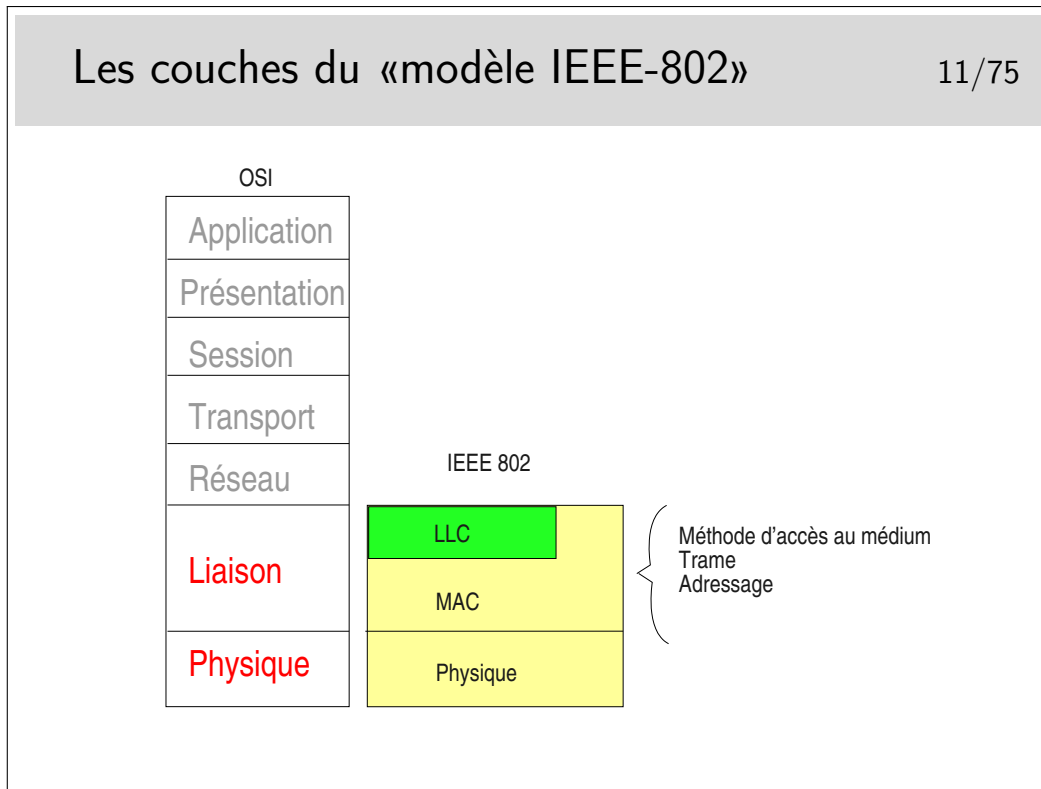 Les couches du «modèle IEEE-802»
11/75
OSI
Application
Présentation
Session
Transport
Réseau
Liaison
Physique
IEEE 802
LLC
MAC
Physique
Méthode d'accès au médium
Trame
Adressage